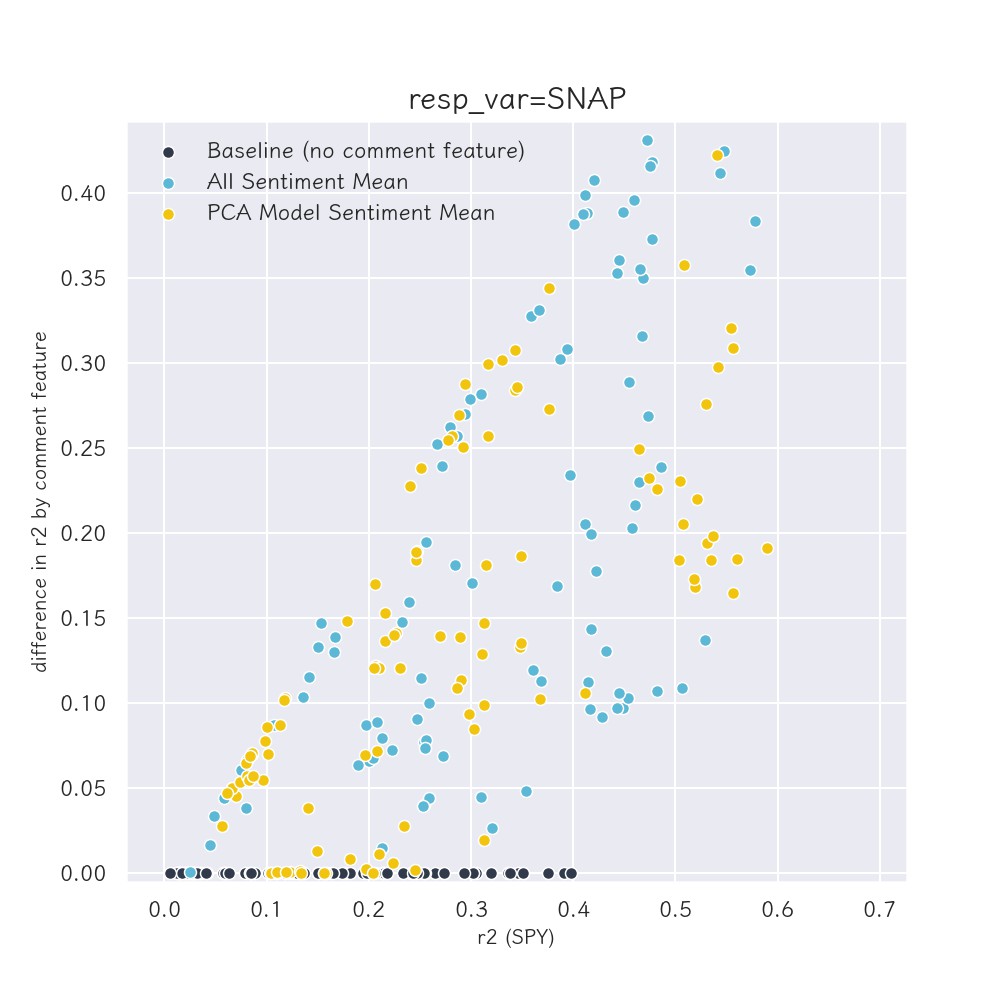 resp_var=SNAP
Baseline (no comment feature)
All Sentiment Mean
PCA Model Sentiment Mean
difference in r2 by comment feature
0.40
0.35
0.30
0.25
0.20
0.15
0.10
0.05
0.00
0.0 0.1 0.2 0.3 0.4 0.5 0.6 0.7
r2 (SPY)